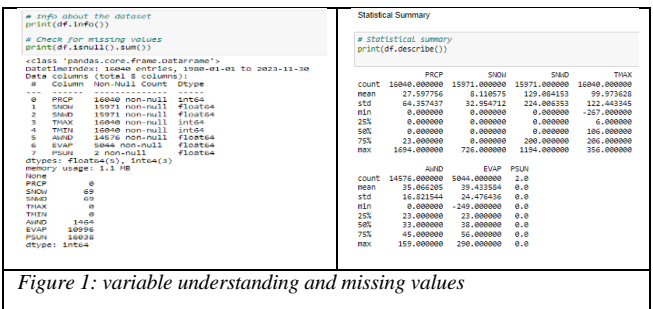 # Info about the dataset
print(df.info())
# Check for missing values
print(df.isnull().sum())
<class 'pandas.core.frame.DataFrame'>
DatetimeIndex: 16040 entries, 1980-01-01 to 2023-11-30
Data columns (total 8 columns):
# Column Non-Null Count Dtype
--- ------ -------------- -----
0 PRCP 16040 non-null int64
1 SNOW 15971 non-null float64
2 SNWD 15971 non-null float64
3 TMAX 16040 non-null int64
4 TMIN 16040 non-null int64
5 AWND 14576 non-null float64
6 EVAP 5044 non-null float64
7 PSUN 2 non-null float64
dtypes: float64(5), int64(3)
memory usage: 1.1 MB
None
PRCP 0
SNOW 69
SNWD 69
TMAX 0
TMIN 0
AWND 1464
EVAP 10996
PSUN 16038
dtype: int64
Statistical Summary
# Statistical summary
print(df.describe())
PRCP SNOW SNWD TMAX
count 16040.000000 15971.000000 15971.000000 16040.000000
mean 27.597756 8.110575 129.084153 99.973628
std 64.357437 32.954712 224.006353 122.443345
min 0.000000 0.000000 0.000000 -267.000000
25% 0.000000 0.000000 0.000000 6.000000
50% 0.000000 0.000000 0.000000 106.000000
75% 23.000000 0.000000 200.000000 206.000000
max 1694.000000 726.000000 1194.000000 356.000000
AWND EVAP PSUN
count 14576.000000 5044.000000 2.0
mean 35.066205 39.433584 0.0
std 16.821544 24.476436 0.0
min 0.000000 -249.000000 0.0
25% 23.000000 23.000000 0.0
50% 33.000000 38.000000 0.0
75% 45.000000 56.000000 0.0
max 159.000000 290.000000 0.0
Figure 1: variable understanding and missing values